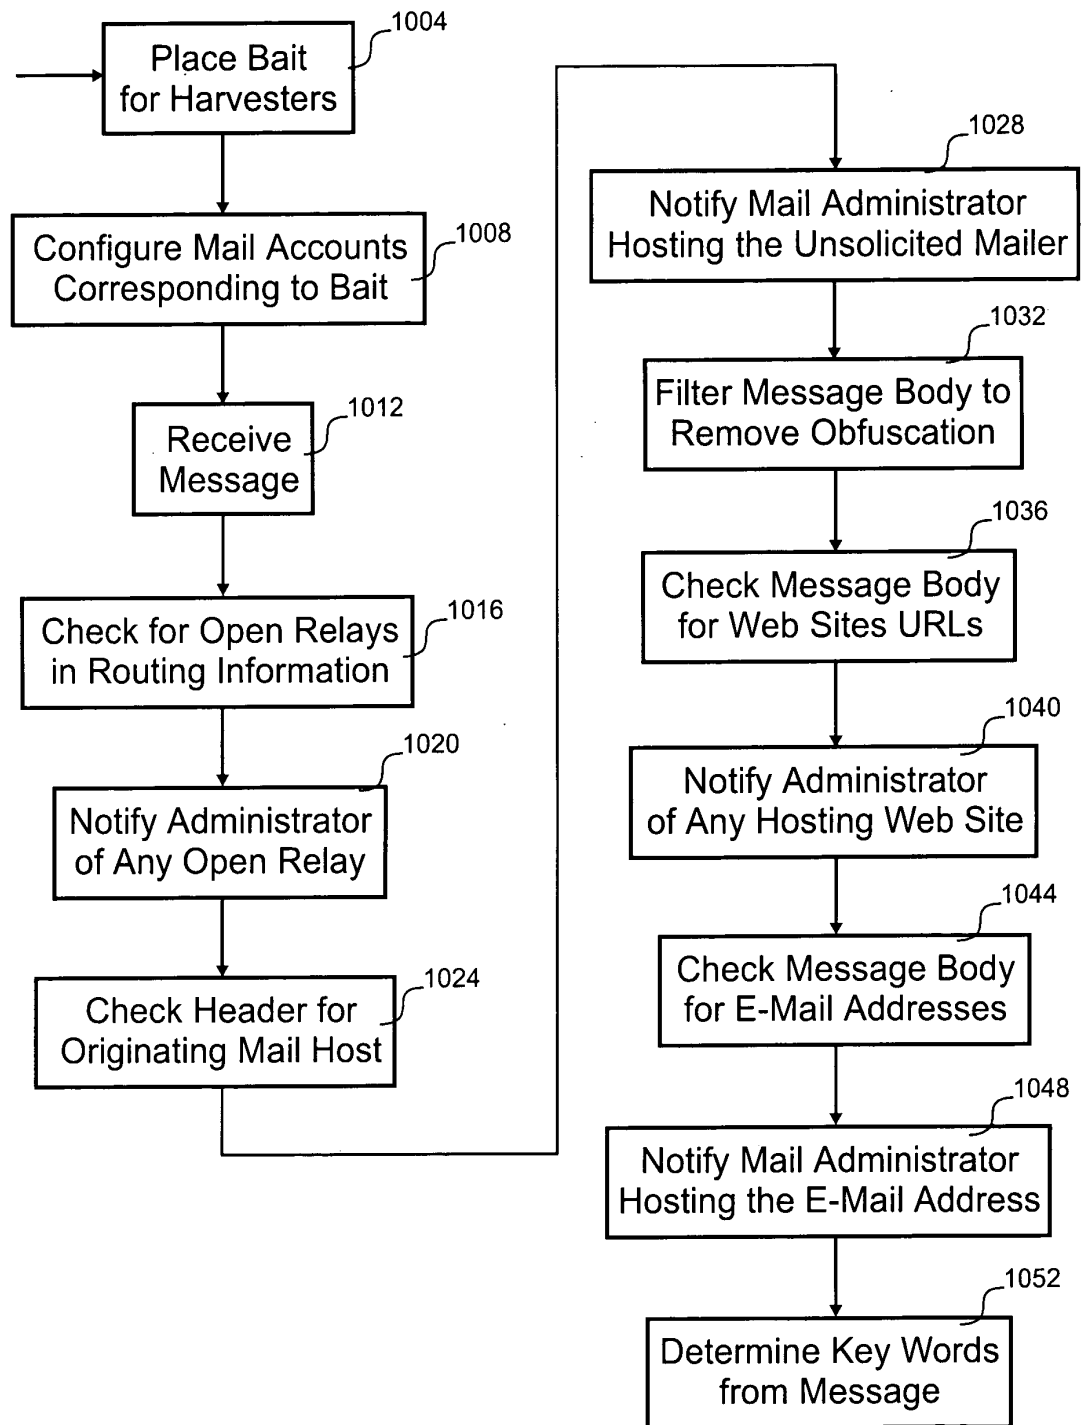 1004
Place Bait
for Harvesters
1008
Configure Mail Accounts
Corresponding to Bait
1012
Receive
Message
1016
Check for Open Relays
in Routing Information
1020
Notify Administrator
of Any Open Relay
1024
Check Header for
Originating Mail Host
1028
Notify Mail Administrator
Hosting the Unsolicited Mailer
1032
Filter Message Body to
Remove Obfuscation
1036
Check Message Body
for Web Sites URLs
1040
Notify Administrator
of Any Hosting Web Site
1044
Check Message Body
for E-Mail Addresses
1048
Notify Mail Administrator
Hosting the E-Mail Address
1052
Determine Key Words
from Message